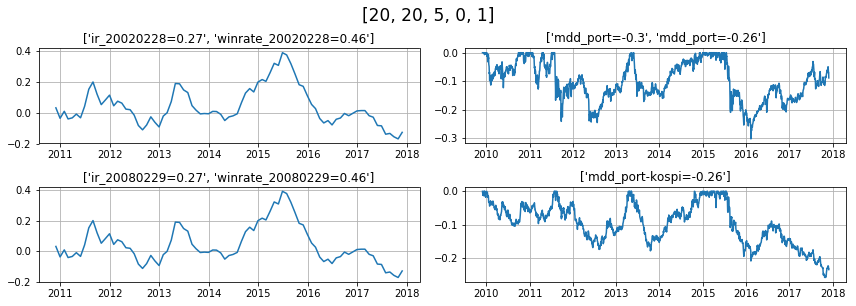 [20, 20, 5, 0, 1]
['ir_20020228=0.27', 'winrate_20020228=0.46']
['mdd_port=-0.3', 'mdd_port=-0.26']
0.4
0.2
0.0
−0.2
2011 2012 2013 2014 2015 2016 2017 2018
0.0
−0.1
−0.2
−0.3
2010 2011 2012 2013 2014 2015 2016 2017 2018
['ir_20080229=0.27', 'winrate_20080229=0.46']
['mdd_port-kospi=-0.26']
0.4
0.2
0.0
−0.2
2011 2012 2013 2014 2015 2016 2017 2018
0.0
−0.1
−0.2
2010 2011 2012 2013 2014 2015 2016 2017 2018